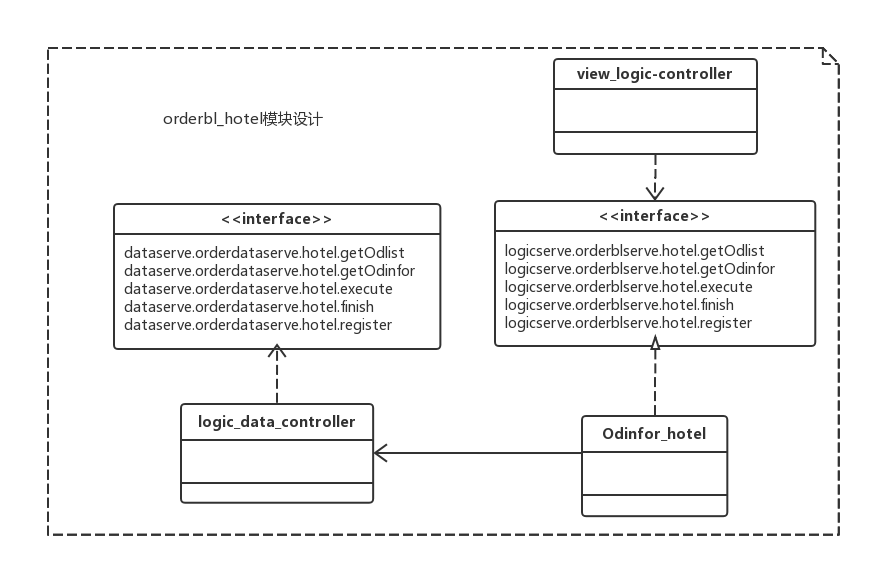 view_logic-controller
orderbl_hotel模块设计
<<interface>>
dataserve.orderdataserve.hotel.getOdlist
dataserve.orderdataserve.hotel.getOdinfor
dataserve.orderdataserve.hotel.execute
dataserve.orderdataserve.hotel.finish
dataserve.orderdataserve.hotel.register
<<interface>>
logicserve.orderblserve.hotel.getOdlist
logicserve.orderblserve.hotel.getOdinfor
logicserve.orderblserve.hotel.execute
logicserve.orderblserve.hotel.finish
logicserve.orderblserve.hotel.register
logic_data_controller
Odinfor_hotel